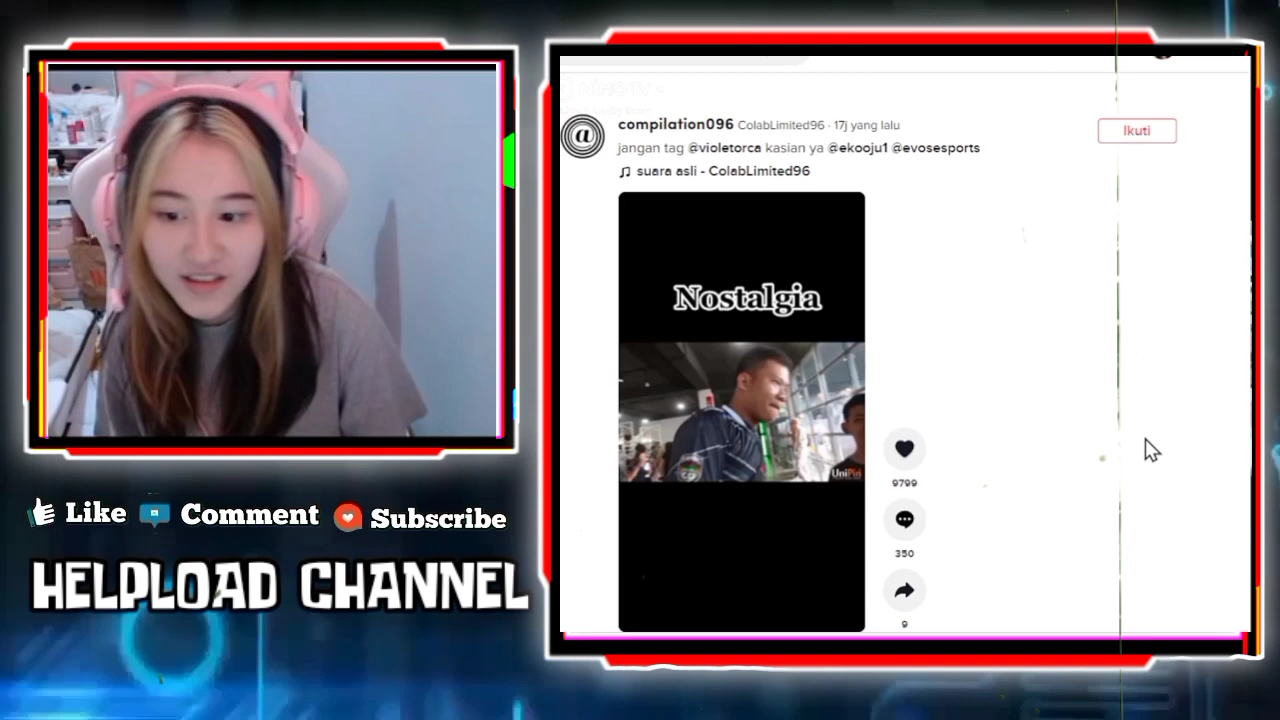 compilation096 ColabLimited96 · 17j yang lalu
Ikuti
jangan tag @violetorca kasian ya @ekooju1 @evosesports
suara asli - ColabLimited96
Nostalgia
UniPin
9799
350
9
Like Comment Subscribe
HELPLOAD CHANNEL